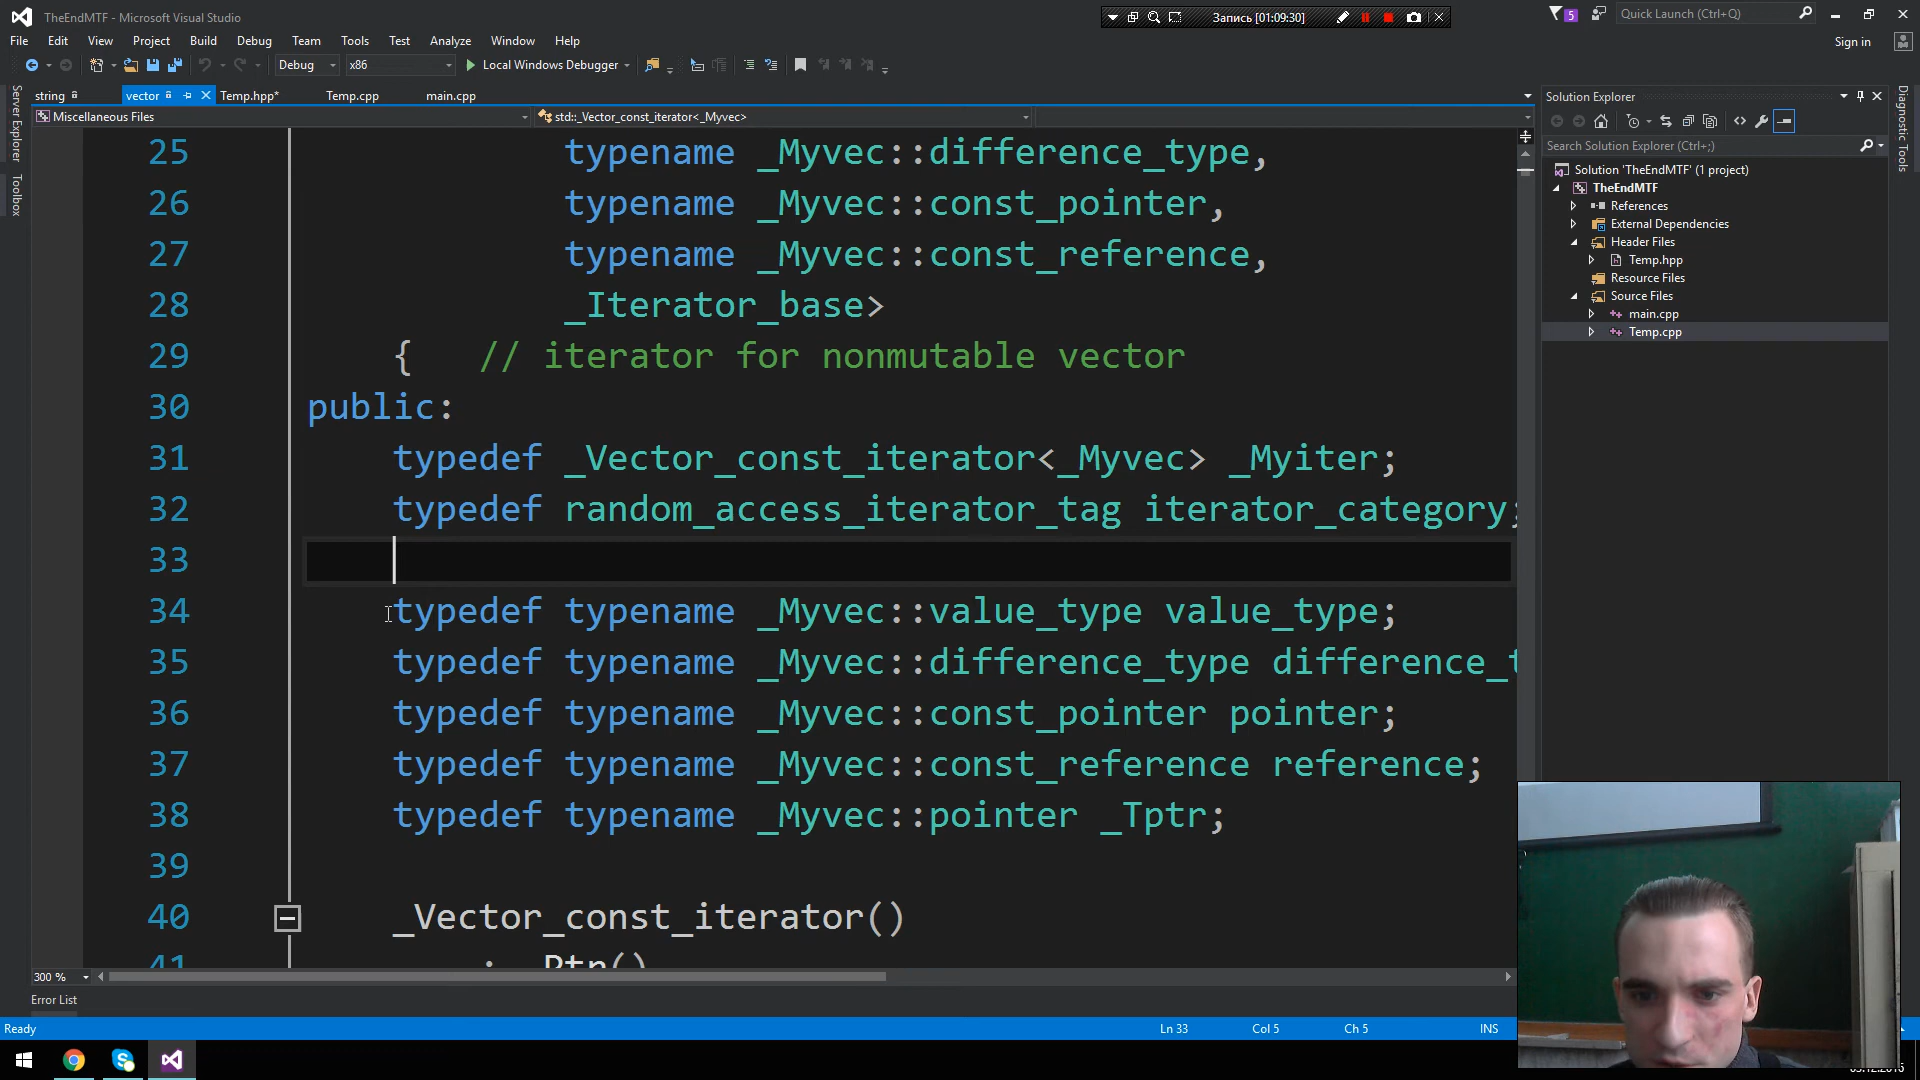 TheEndMTF - Microsoft Visual Studio
Запись [01:09:30]
5
Quick Launch (Ctrl+Q)
File Edit View Project Build Debug Team Tools Test Analyze Window Help
Sign in
Debug x86 Local Windows Debugger
string vector Temp.hpp* Temp.cpp main.cpp
Miscellaneous Files std::_Vector_const_iterator<_Myvec>
Server Explorer
Toolbox
25 typename _Myvec::difference_type,
26 typename _Myvec::const_pointer,
27 typename _Myvec::const_reference,
28 _Iterator_base>
29 { // iterator for nonmutable vector
30 public:
31 typedef _Vector_const_iterator<_Myvec> _Myiter;
32 typedef random_access_iterator_tag iterator_category;
33
34 typedef typename _Myvec::value_type value_type;
35 typedef typename _Myvec::difference_type difference_t
36 typedef typename _Myvec::const_pointer pointer;
37 typedef typename _Myvec::const_reference reference;
38 typedef typename _Myvec::pointer _Tptr;
39
40 _Vector_const_iterator()
41 : _Ptr()
300 %
Solution Explorer
Search Solution Explorer (Ctrl+;)
Solution 'TheEndMTF' (1 project)
TheEndMTF
References
External Dependencies
Header Files
Temp.hpp
Resource Files
Source Files
main.cpp
Temp.cpp
Diagnostic Tools
Error List
Ready Ln 33 Col 5 Ch 5 INS